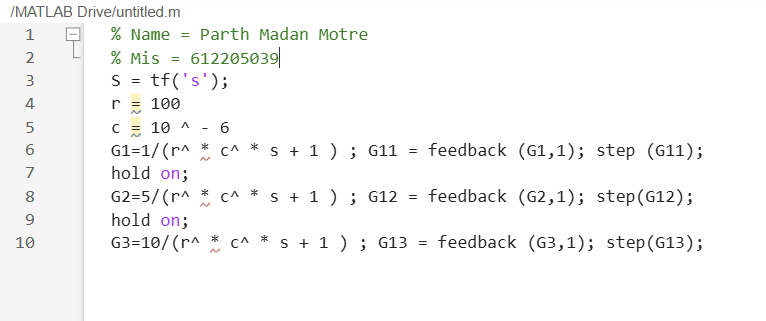 /MATLAB Drive/untitled.m
1 % Name = Parth Madan Motre
2 % Mis = 612205039
3 S = tf('s');
4 r = 100
5 c = 10 ^ - 6
6 G1=1/(r^ * c^ * s + 1 ) ; G11 = feedback (G1,1); step (G11);
7 hold on;
8 G2=5/(r^ * c^ * s + 1 ) ; G12 = feedback (G2,1); step(G12);
9 hold on;
10 G3=10/(r^ * c^ * s + 1 ) ; G13 = feedback (G3,1); step(G13);